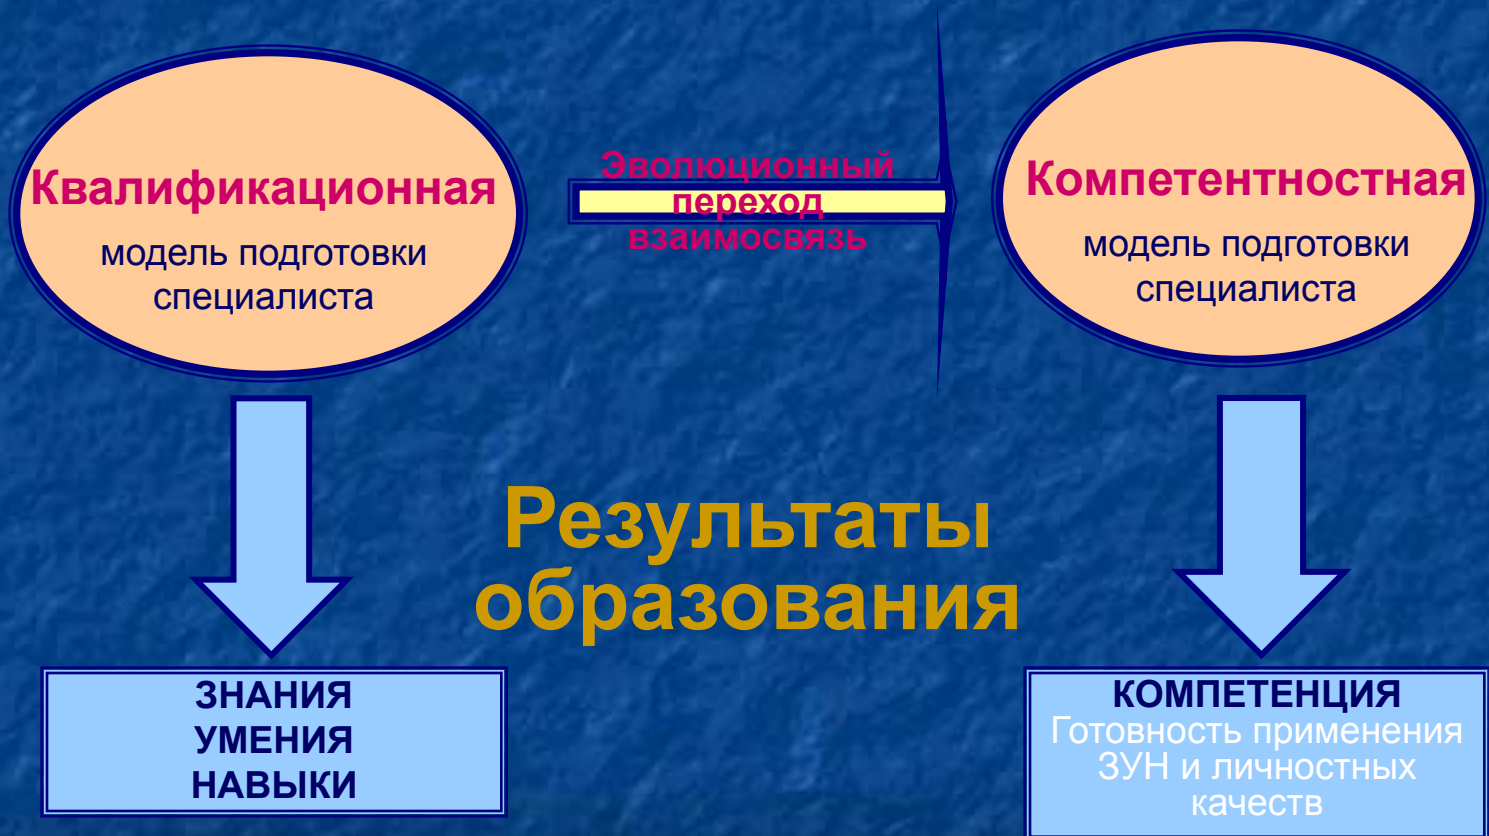 Квалификационная
модель подготовки
специалиста
Эволюционный
переход
взаимосвязь
Компетентностная
модель подготовки
специалиста
Результаты
образования
ЗНАНИЯ
УМЕНИЯ
НАВЫКИ
КОМПЕТЕНЦИЯ
Готовность применения
ЗУН и личностных
качеств